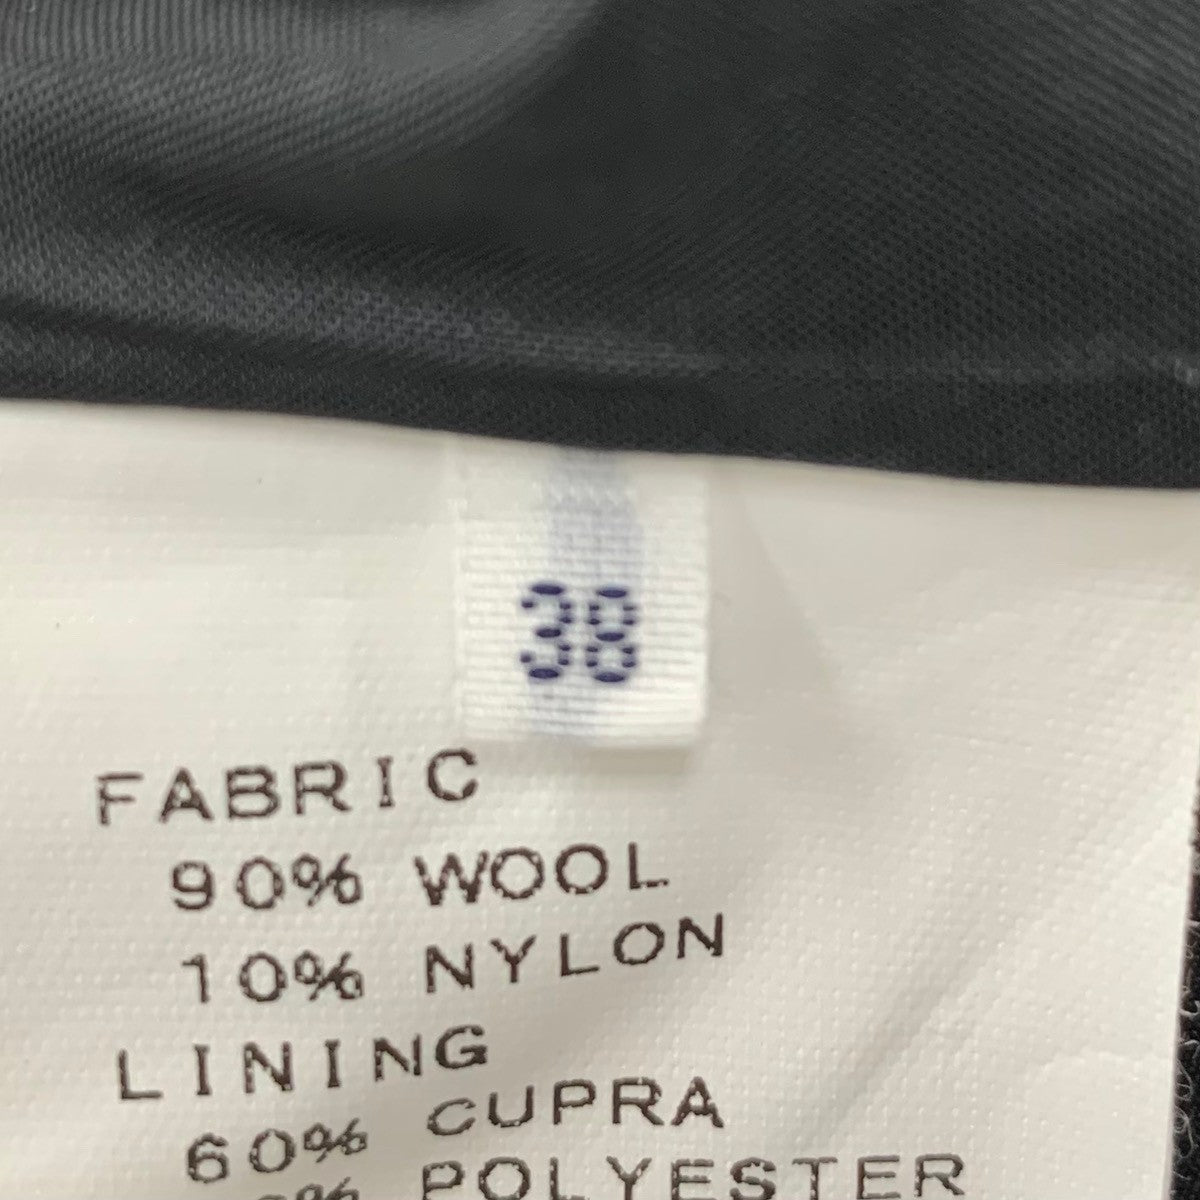 38
FABRIC
90% WOOL
10% NYLON
LINING
60% CUPRA
POLYESTER